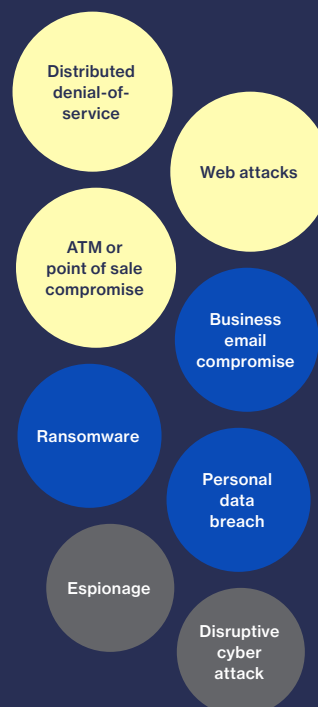 Distributed
denial-of-
service
Web attacks
ATM or
point of sale
compromise
Business
email
compromise
Ransomware
Personal
data
breach
Espionage
Disruptive
cyber
attack